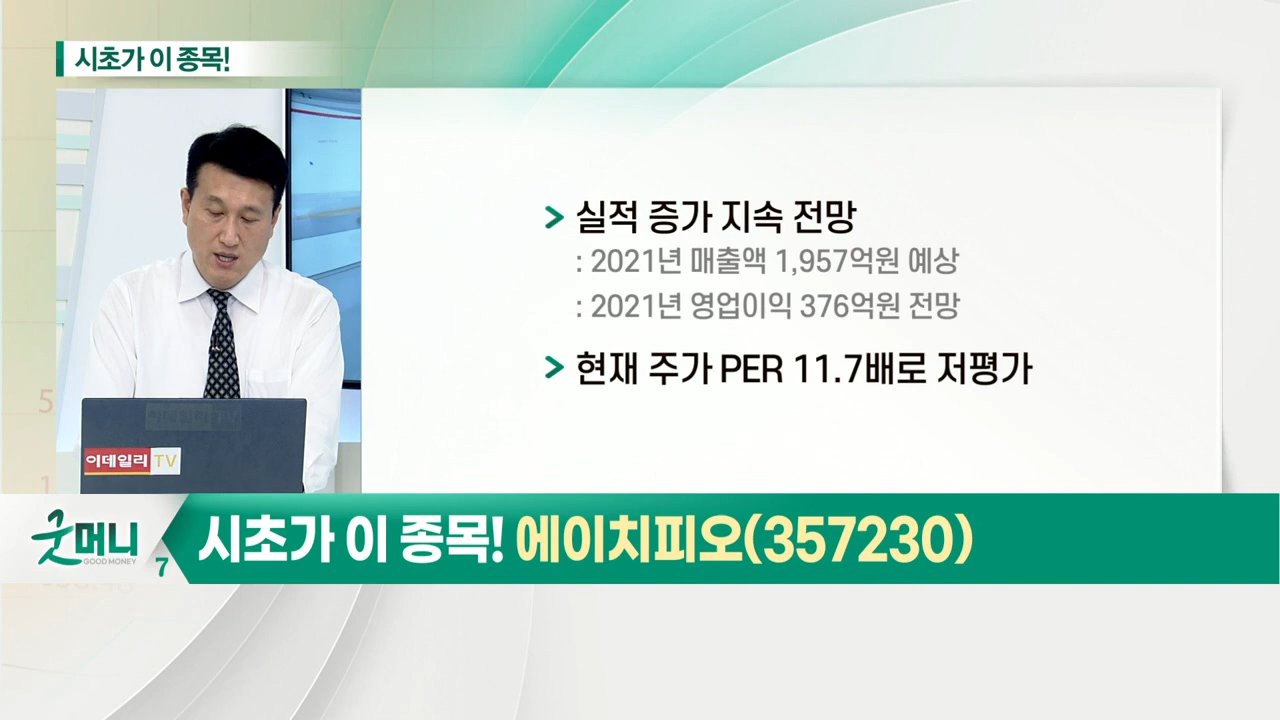 시초가 이 종목!
> 실적 증가 지속 전망
: 2021년 매출액 1,957억원 예상
: 2021년 영업이익 376억원 전망
> 현재 주가 PER 11.7배로 저평가
이데일리 TV
굿머니
GOOD MONEY
7
시초가 이 종목! 에이치피오(357230)